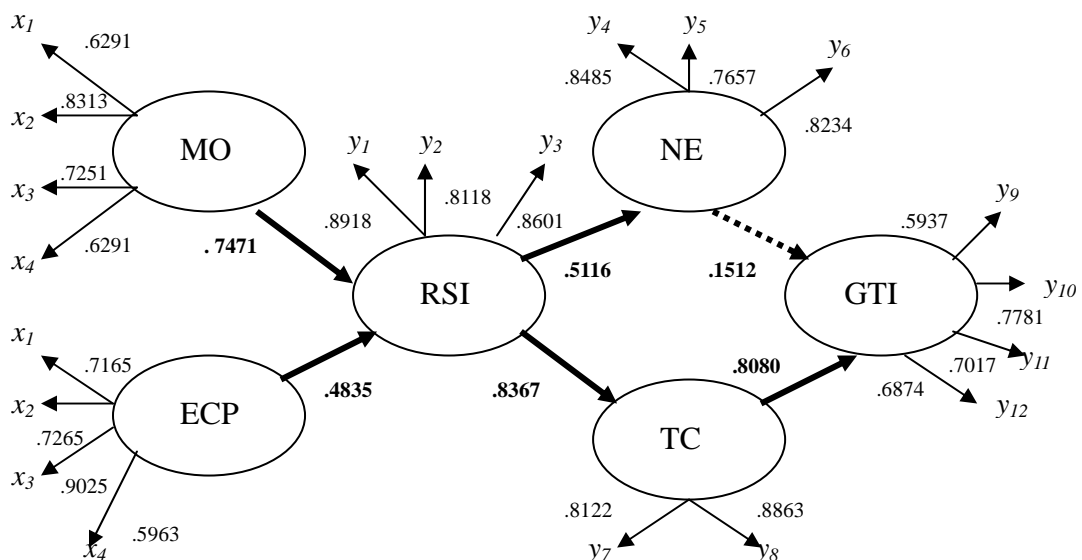 x1
.6291
.8313
x2
MO
.7251
x3
x4
.6291
. 7471
x1
.7165
x2
ECP
.7265
x3
.9025
x4
.5963
.4835
y1
y2
y3
.8918
.8118
.8601
RSI
.5116
.8367
y4
y5
y6
.8485
.7657
.8234
NE
.1512
TC
.8080
.8122
.8863
y7
y8
GTI
y9
.5937
y10
.7781
y11
.7017
.6874
y12